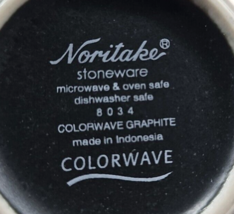 Noritake®
stoneware
microwave & oven safe
dishwasher safe
8034
COLORWAVE GRAPHITE
made in Indonesia
COLORWAVE